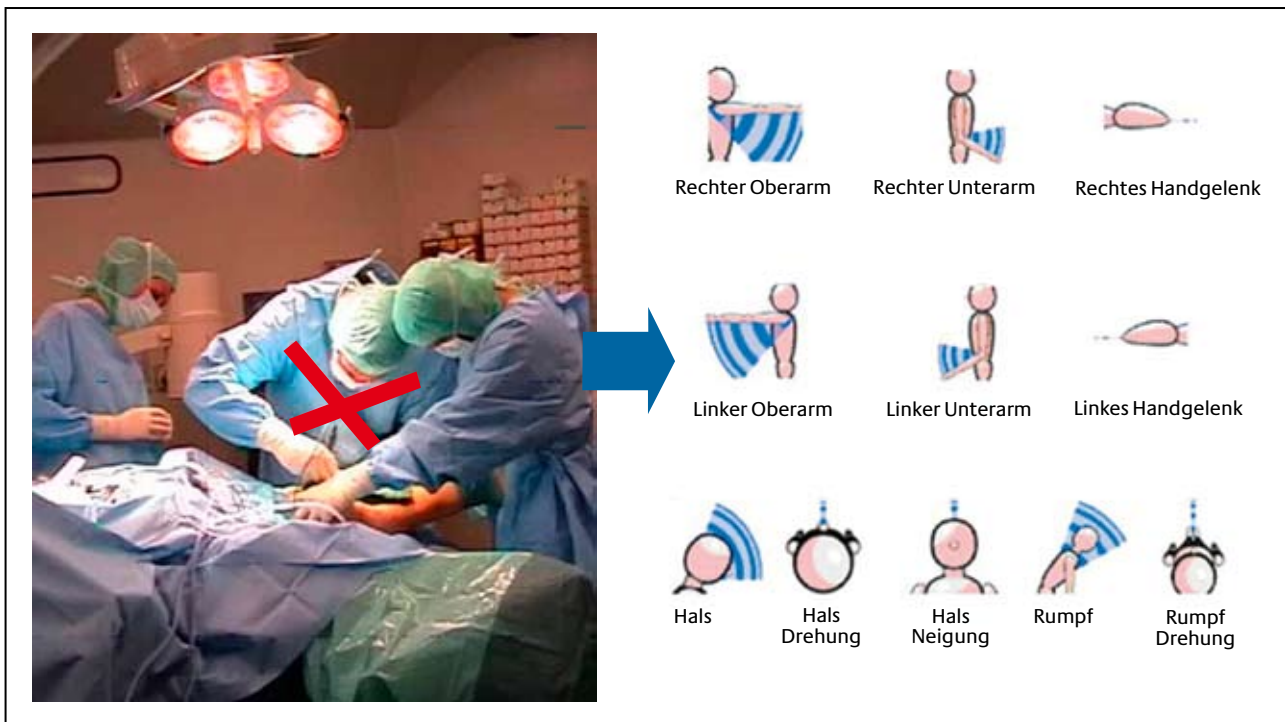 Rechter Oberarm
Rechter Unterarm
Rechtes Handgelenk
Linker Oberarm
Linker Unterarm
Linkes Handgelenk
Hals
Hals
Drehung
Hals
Neigung
Rumpf
Rumpf
Drehung